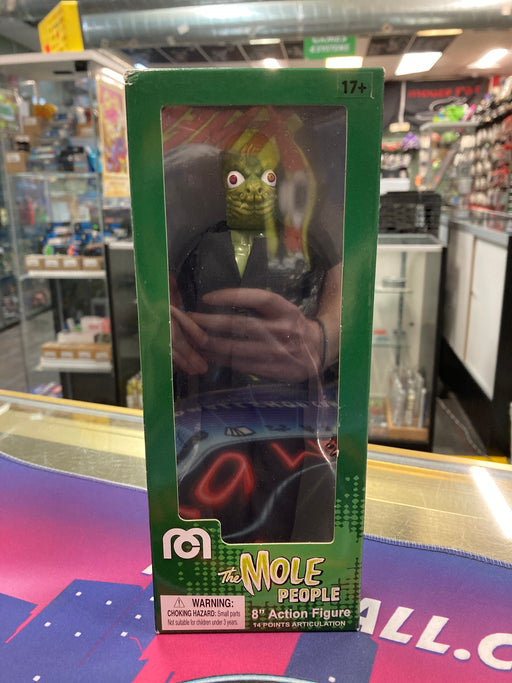 GAMES
17+
The MOLE
PEOPLE
WARNING:
CHOKING HAZARD: Small parts
Not suitable for children under 3 years.
8" Action Figure
14 POINTS ARTICULATION
ALL.C